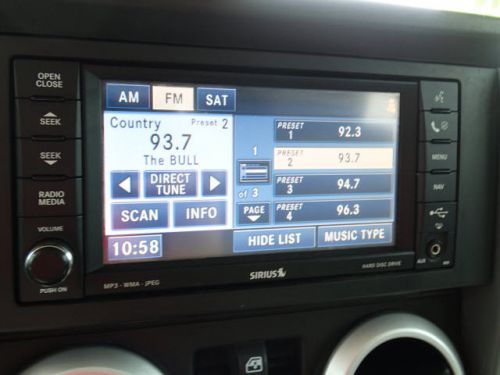 OPEN
CLOSE
SEEK
SEEK
RADIO
MEDIA
VOLUME
PUSH ON
AM FM SAT
Country Preset 2
93.7
The BULL
DIRECT
TUNE
SCAN INFO
10:58
1
of 3
PAGE
PRESET
1 92.3
PRESET
2 93.7
PRESET
3 94.7
PRESET
4 96.3
HIDE LIST MUSIC TYPE
MP3 - WMA - JPEG
SIRIUS
HARD DISC DRIVE
MENU
NAV
AUX